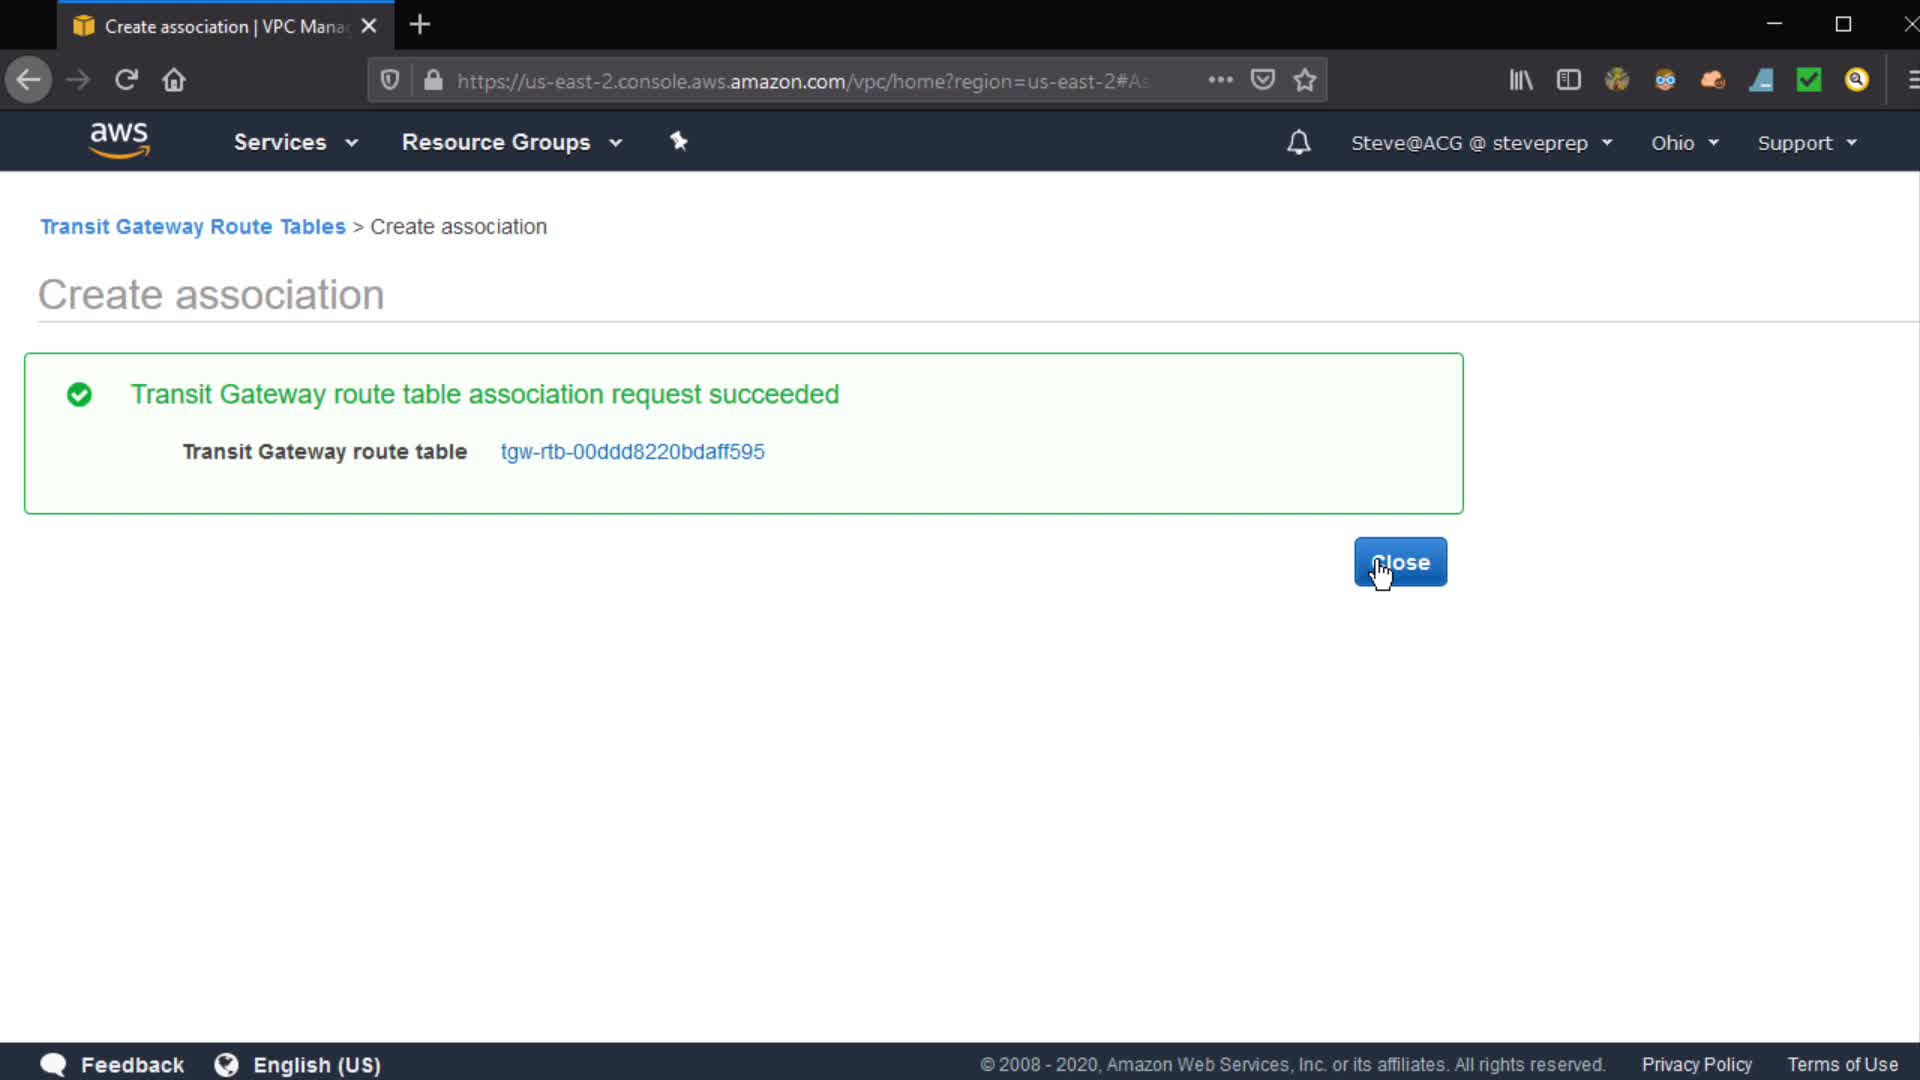 Create association | VPC Mana
https://us-east-2.console.aws.amazon.com/vpc/home?region=us-east-2#As
aws Services Resource Groups Steve@ACG @ steveprep Ohio Support
Transit Gateway Route Tables > Create association
Create association
Transit Gateway route table association request succeeded
Transit Gateway route table tgw-rtb-00ddd8220bdaff595
Close
Feedback English (US) © 2008 - 2020, Amazon Web Services, Inc. or its affiliates. All rights reserved. Privacy Policy Terms of Use